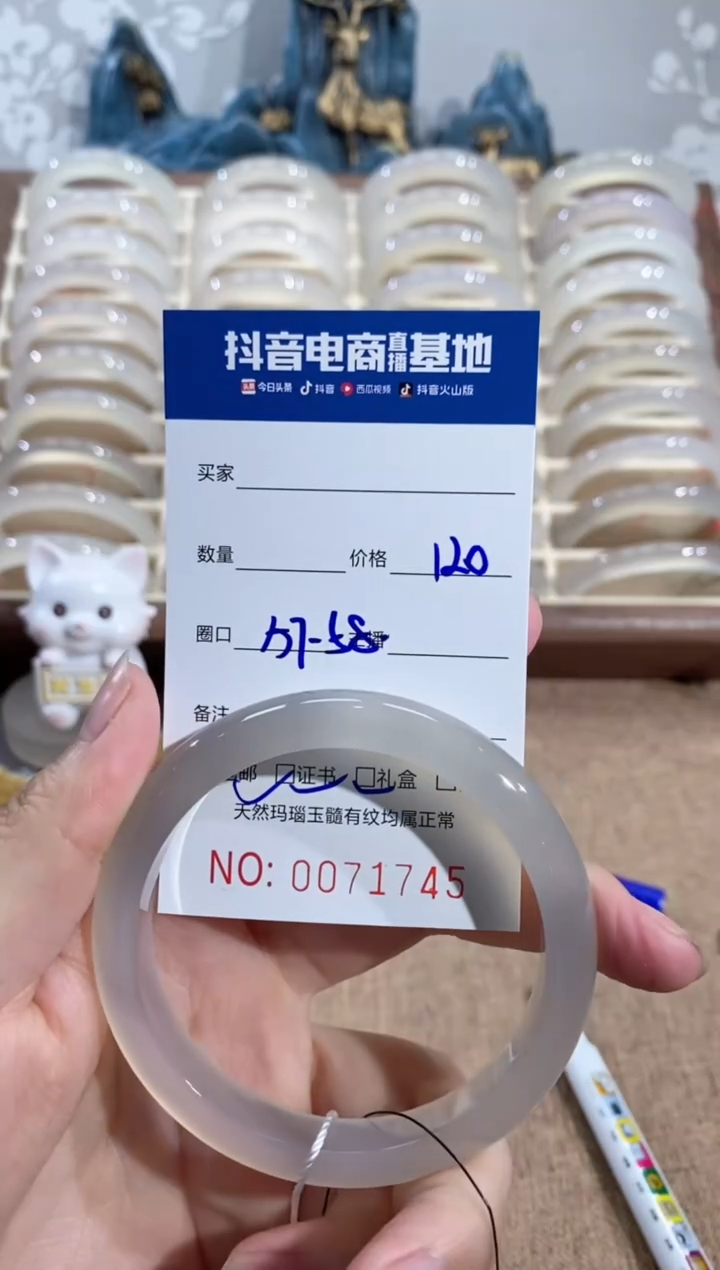 抖音电商直播基地
今日头条 抖音 西瓜视频 抖音火山版
买家
数量 价格 120
圈口 57-58 播
备注
邮 证书 礼盒
天然玛瑙玉髓有纹均属正常
NO: 0071745